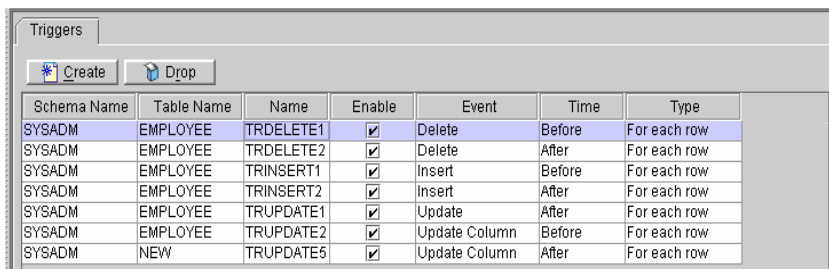 Triggers
Create Drop
Schema Name Table Name Name Enable Event Time Type
SYSADM EMPLOYEE TRDELETE1 Delete Before For each row
SYSADM EMPLOYEE TRDELETE2 Delete After For each row
SYSADM EMPLOYEE TRINSERT1 Insert Before For each row
SYSADM EMPLOYEE TRINSERT2 Insert After For each row
SYSADM EMPLOYEE TRUPDATE1 Update After For each row
SYSADM EMPLOYEE TRUPDATE2 Update Column Before For each row
SYSADM NEW TRUPDATE5 Update Column After For each row